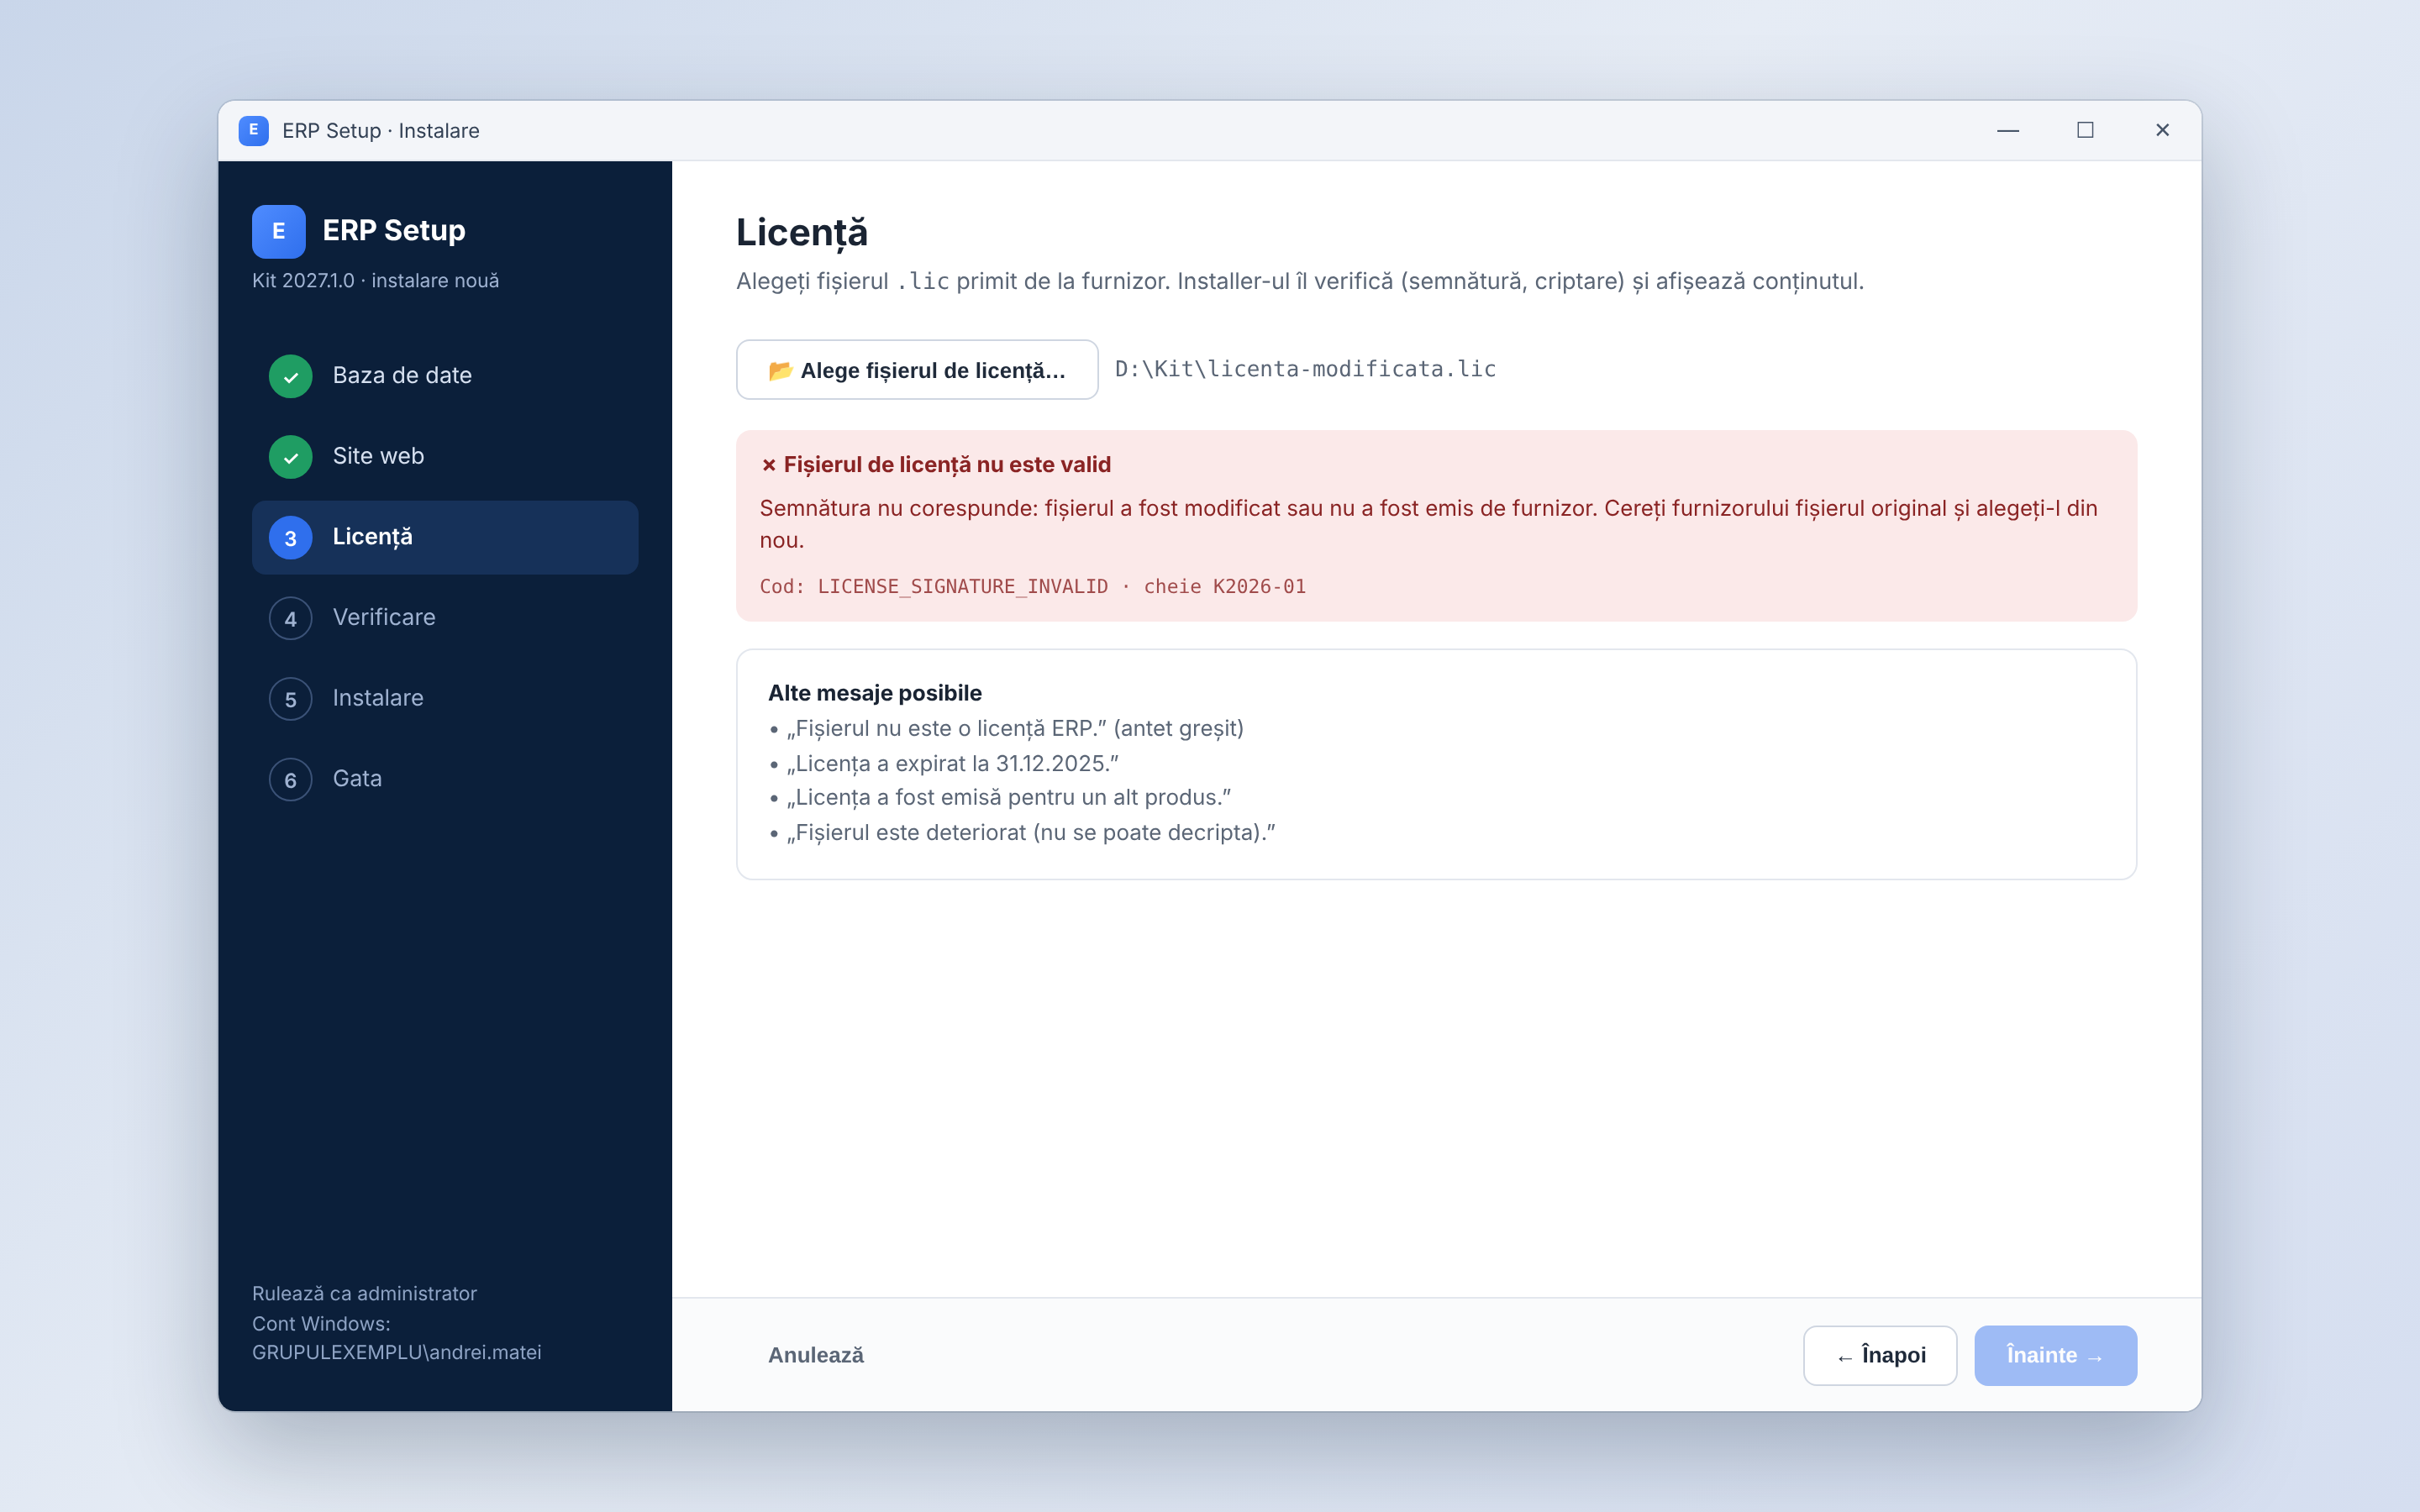 E ERP Setup · Instalare
E ERP Setup
Kit 2027.1.0 · instalare nouă
✓ Baza de date
✓ Site web
3 Licență
4 Verificare
5 Instalare
6 Gata
Rulează ca administrator
Cont Windows:
GRUPULEXEMPLU\andrei.matei
Licență
Alegeți fișierul .lic primit de la furnizor. Installer-ul îl verifică (semnătură, criptare) și afișează conținutul.
📂 Alege fișierul de licență… D:\Kit\licenta-modificata.lic
× Fișierul de licență nu este valid
Semnătura nu corespunde: fișierul a fost modificat sau nu a fost emis de furnizor. Cereți furnizorului fișierul original și alegeți-l din
nou.
Cod: LICENSE_SIGNATURE_INVALID · cheie K2026-01
Alte mesaje posibile
• „Fișierul nu este o licență ERP.” (antet greșit)
• „Licența a expirat la 31.12.2025.”
• „Licența a fost emisă pentru un alt produs.”
• „Fișierul este deteriorat (nu se poate decripta).”
Anulează
← Înapoi
Înainte →